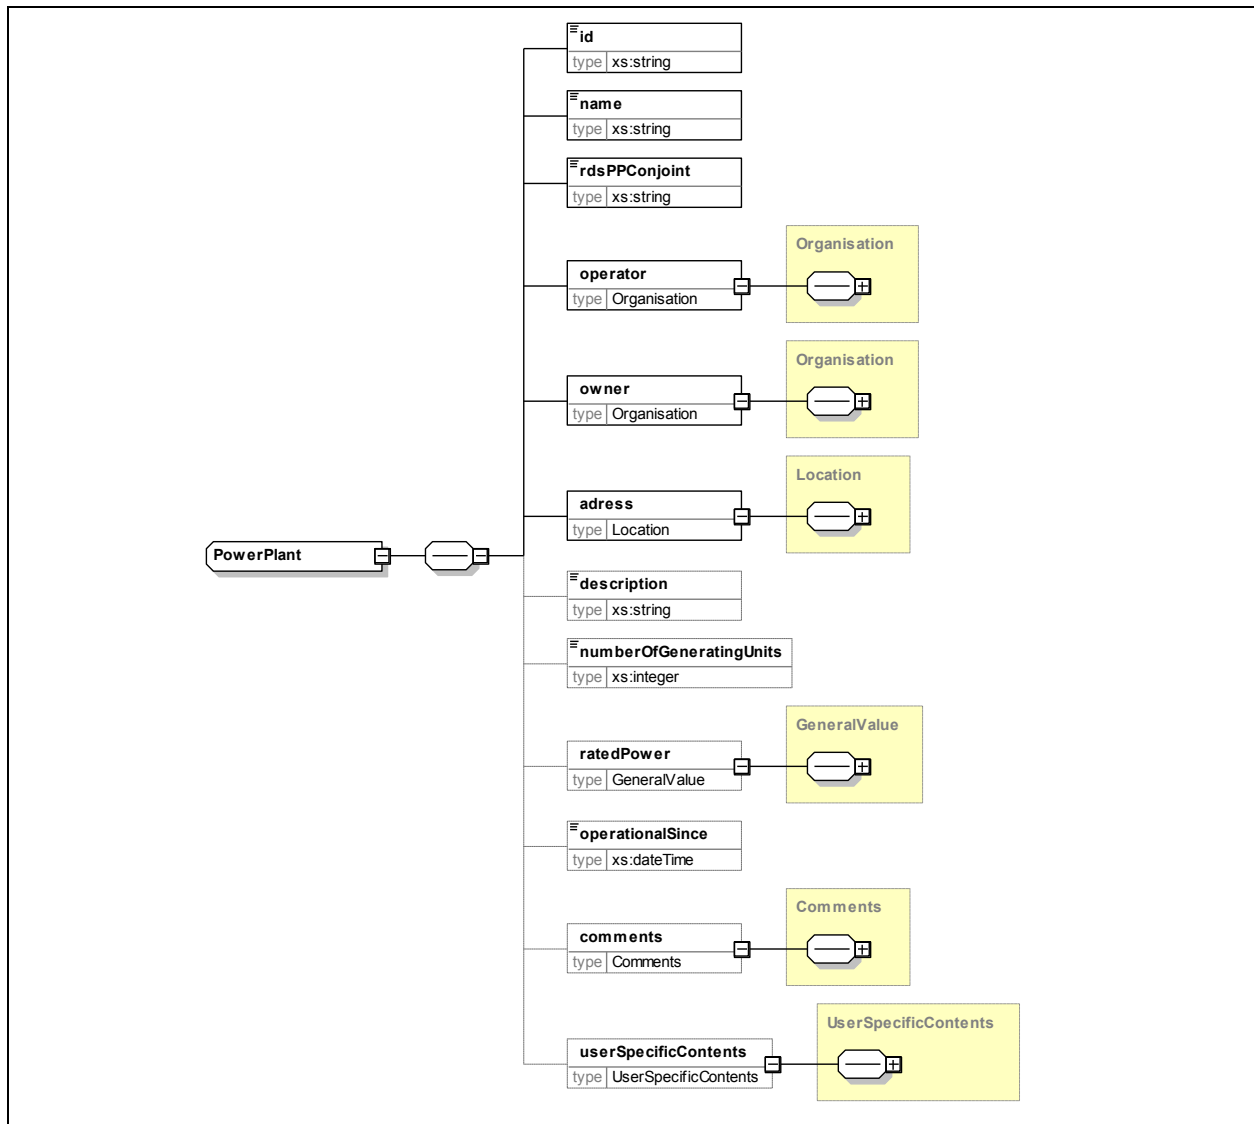 id
type xs:string
name
type xs:string
rdsPPConjoint
type xs:string
Organisation
operator
type Organisation
Organisation
owner
type Organisation
Location
adress
type Location
PowerPlant
description
type xs:string
numberOfGeneratingUnits
type xs:integer
GeneralValue
ratedPower
type GeneralValue
operationalSince
type xs:dateTime
Comments
comments
type Comments
UserSpecificContents
userSpecificContents
type UserSpecificContents